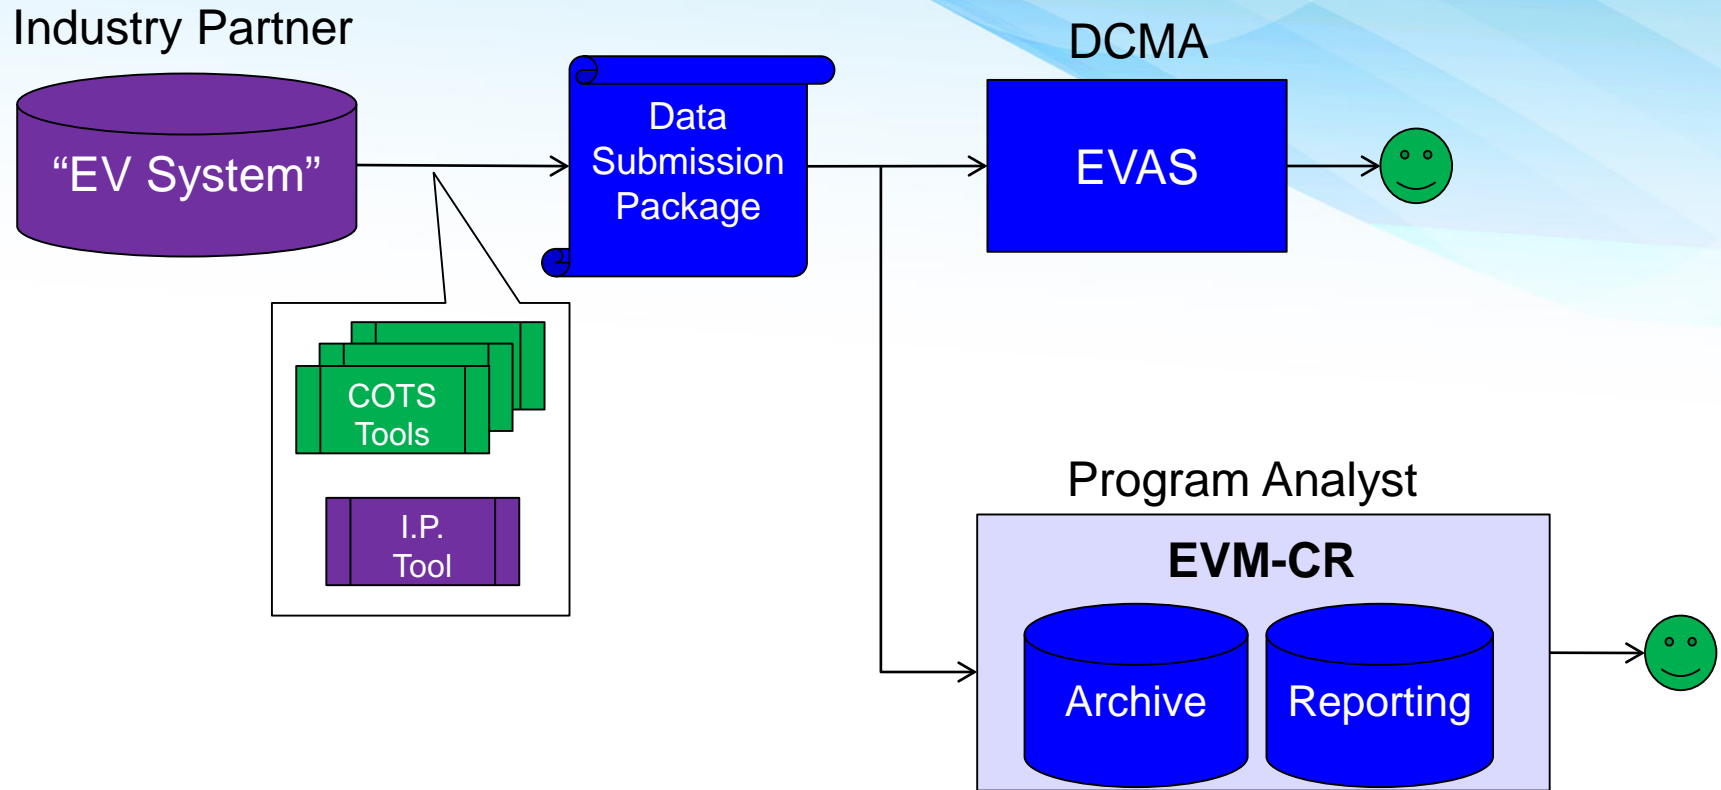 Industry Partner
“EV System”
Data
Submission
Package
DCMA
EVAS
COTS
Tools
I.P.
Tool
Program Analyst
EVM-CR
Archive
Reporting